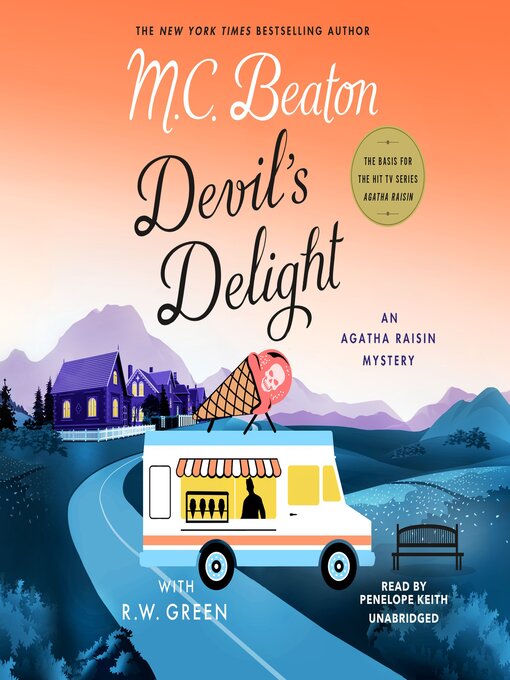 THE NEW YORK TIMES BESTSELLING AUTHOR
M.C. Beaton
Devil's
Delight
THE BASIS FOR
THE HIT TV SERIES
AGATHA RAISIN
AN
AGATHA RAISIN
MYSTERY
WITH
R.W. GREEN
READ BY
PENELOPE KEITH
UNABRIDGED